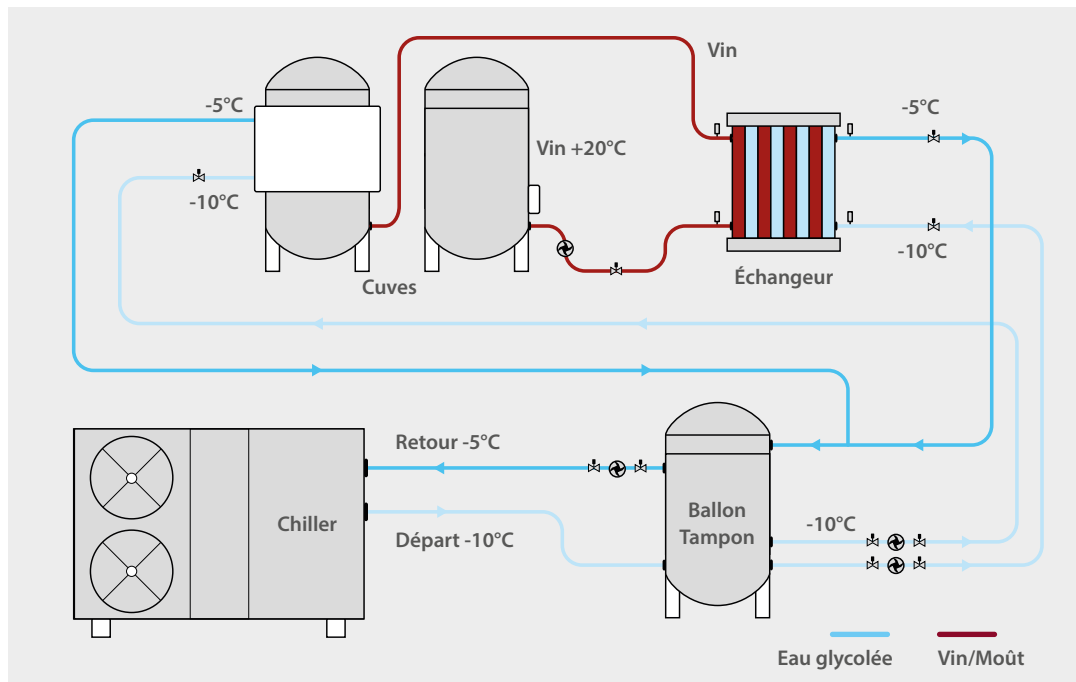 Vin
-5°C
-5°C
Vin +20°C
-10°C
-10°C
Échangeur
Cuves
Retour -5°C
Ballon
Tampon
Chiller
-10°C
Départ -10°C
Eau glycolée
Vin/Moût